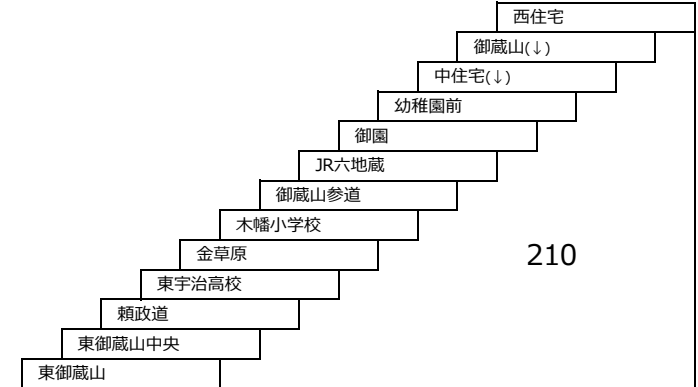 西住宅
御蔵山(↓)
中住宅(↓)
幼稚園前
御園
JR六地蔵
御蔵山参道
木幡小学校
金草原
210
東宇治高校
頼政道
東御蔵山中央
東御蔵山